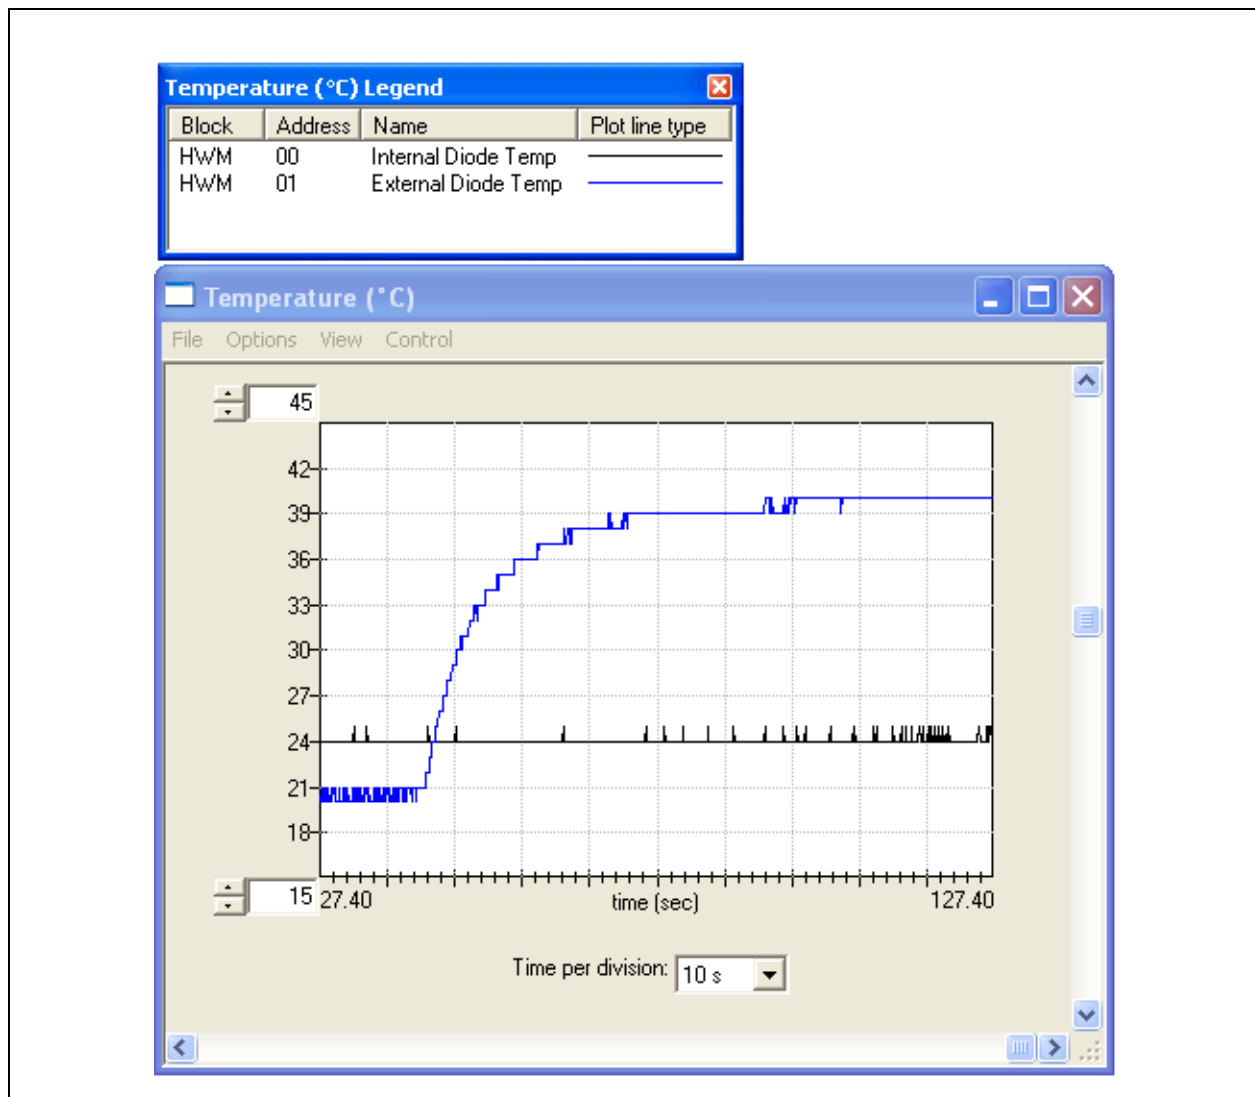 Temperature (°C) Legend
Block Address Name Plot line type
HWM 00 Internal Diode Temp
HWM 01 External Diode Temp
Temperature (°C)
File Options View Control
45
42
39
36
33
30
27
24
21
18
15 27.40 time (sec) 127.40
Time per division: 10 s